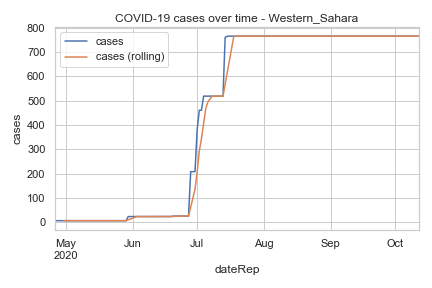 COVID-19 cases over time - Western_Sahara
cases
cases (rolling)
800
700
600
500
400
300
200
100
0
cases
May Jun Jul Aug Sep Oct
2020
dateRep